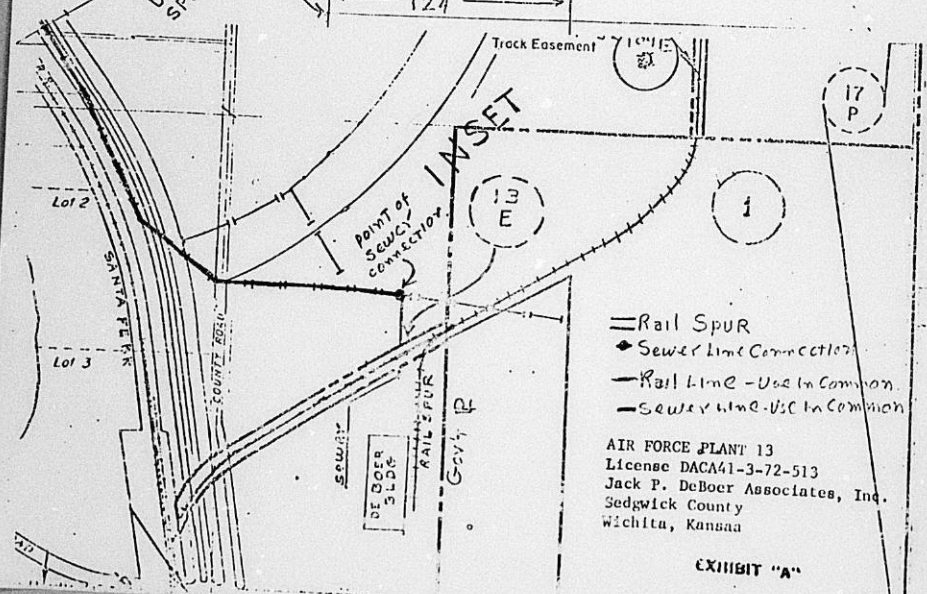 SP
124
Track Easement
INSET
17
P
13
E
1
Lot 2
point of
sewer
connection
SANTA FE RR
COUNTY ROAD
Lot 3
Rail Spur
Sewer Line Connection
Rail Line - Use in Common
Sewer Line - Use in Common
SEWER
DE BOER
BLDG
RAIL SPUR
Gov't
AIR FORCE PLANT 13
License DACA41-3-72-513
Jack P. DeBoer Associates, Inc.
Sedgwick County
Wichita, Kansas
EXHIBIT "A"